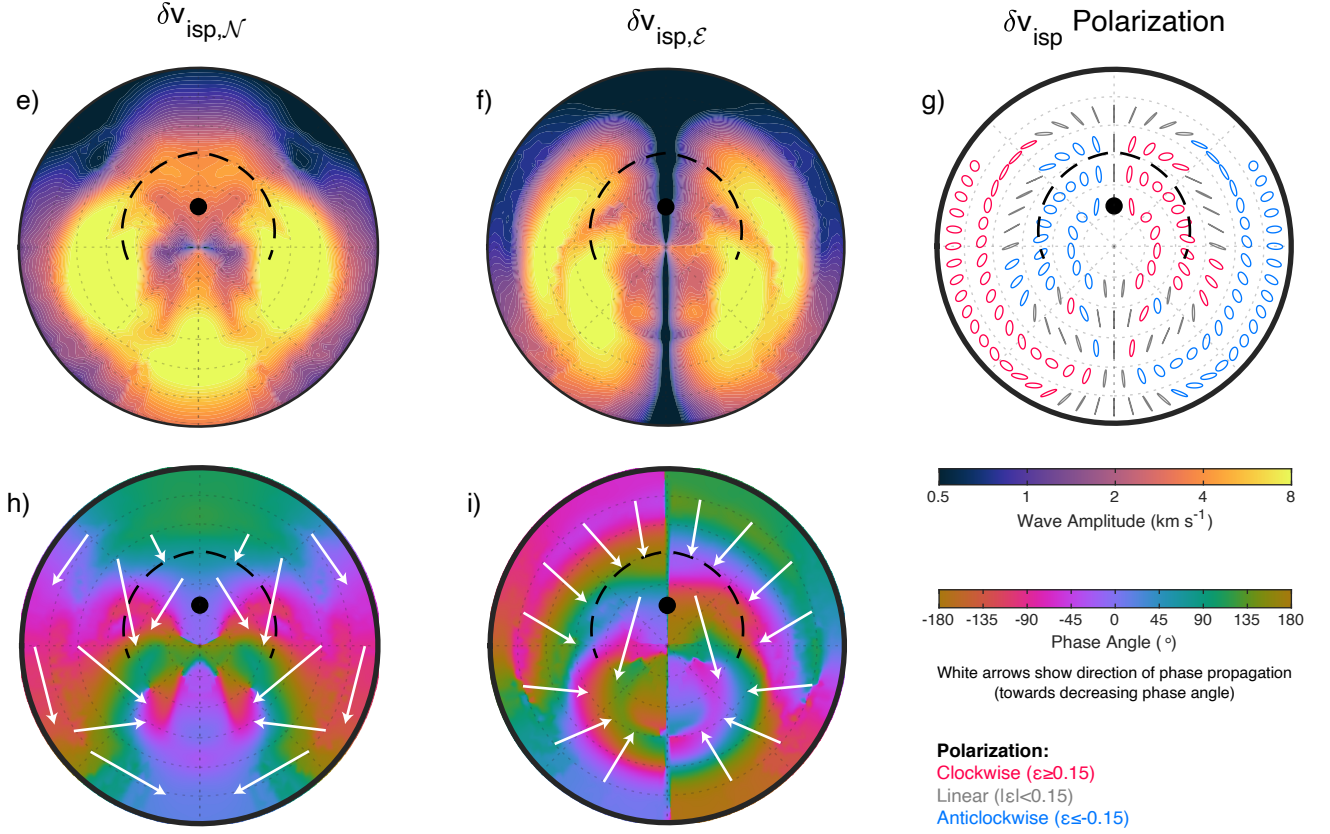 δv_isp,𝒩
δv_isp,ℰ
δv_isp Polarization
e)
f)
g)
h)
i)
0.5 1 2 4 8
Wave Amplitude (km s⁻¹)
-180 -135 -90 -45 0 45 90 135 180
Phase Angle (°)
White arrows show direction of phase propagation
(towards decreasing phase angle)
Polarization:
Clockwise (ε≥0.15)
Linear (|ε|<0.15)
Anticlockwise (ε≤-0.15)